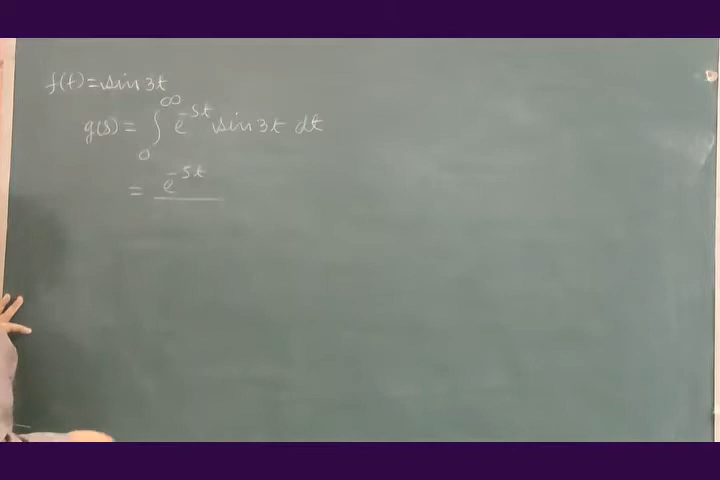 f(t) = sin 3t
g(s) = ∫₀^∞ e^{-st} sin 3t dt
= e^{-st}